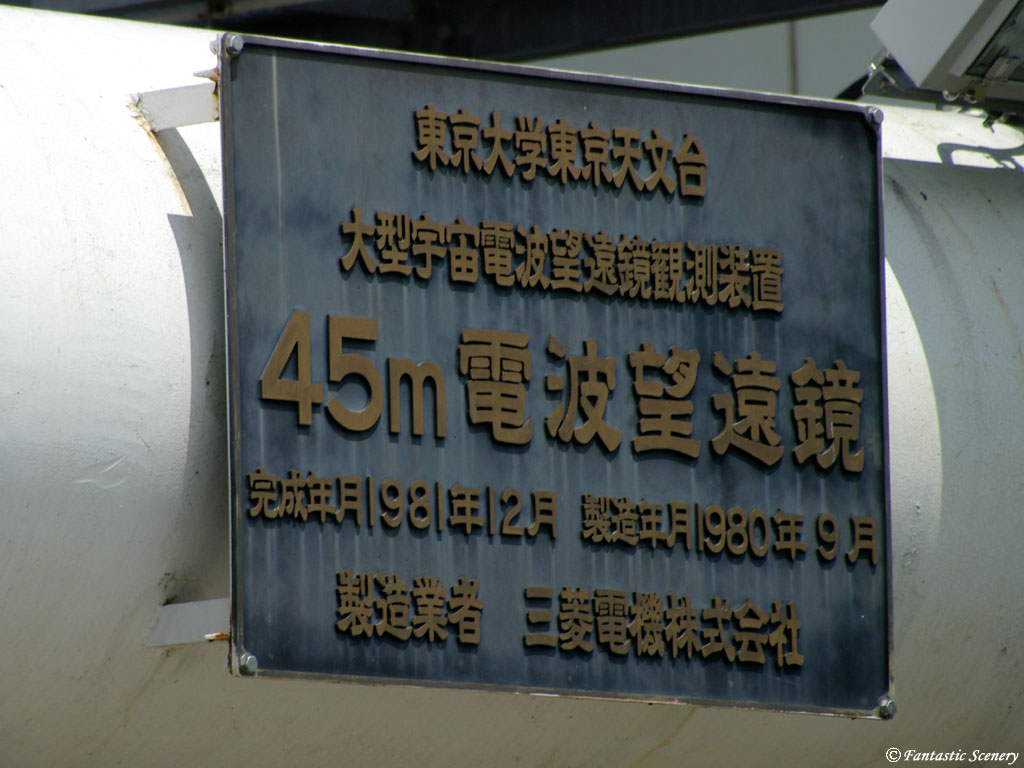 東京大学東京天文台
大型宇宙電波望遠鏡観測装置
45m電波望遠鏡
完成年月1981年12月 製造年月1980年9月
製造業者 三菱電機株式会社
©Fantastic Scenery